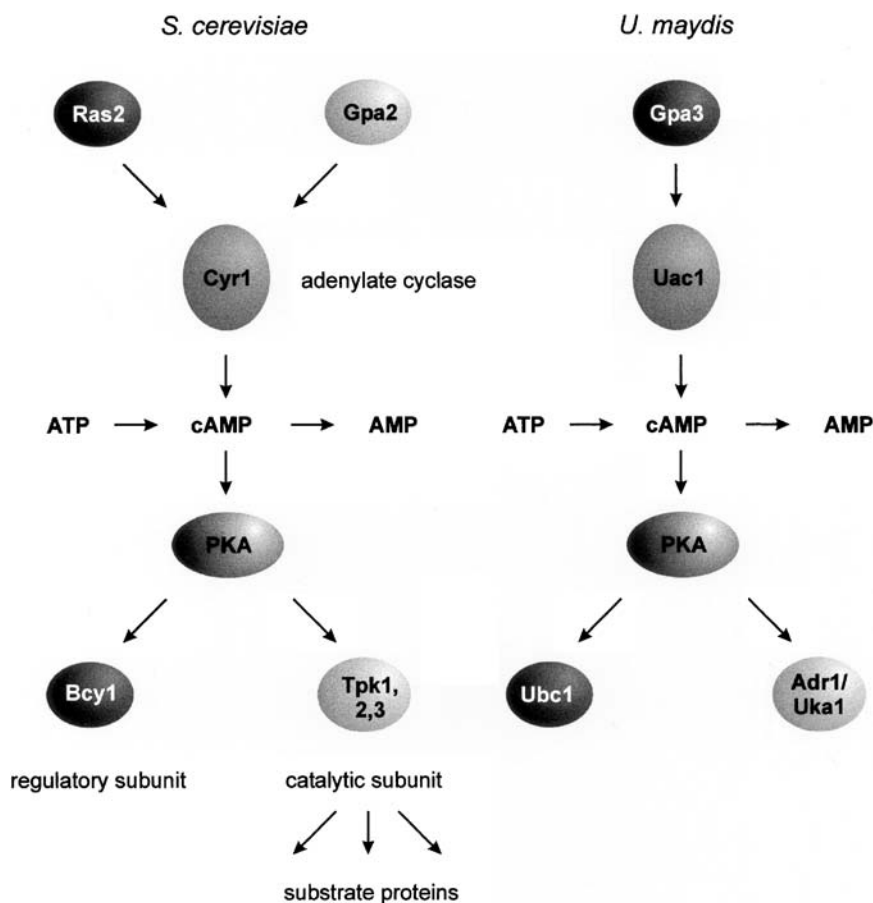 S. cerevisiae
U. maydis
Ras2
Gpa2
Gpa3
Cyr1
adenylate cyclase
Uac1
ATP
cAMP
AMP
ATP
cAMP
AMP
PKA
PKA
Bcy1
Tpk1,
2,3
Ubc1
Adr1/
Uka1
regulatory subunit
catalytic subunit
substrate proteins